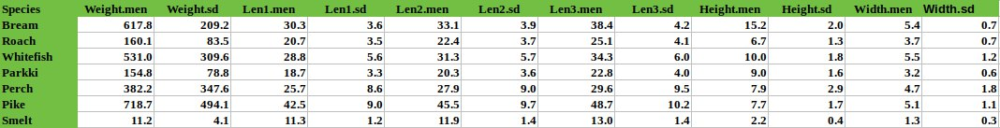 Species Weight.men Weight.sd Len1.men Len1.sd Len2.men Len2.sd Len3.men Len3.sd Height.men Height.sd Width.men Width.sd
Bream 617.8 209.2 30.3 3.6 33.1 3.9 38.4 4.2 15.2 2.0 5.4 0.7
Roach 160.1 83.5 20.7 3.5 22.4 3.7 25.1 4.1 6.7 1.3 3.7 0.7
Whitefish 531.0 309.6 28.8 5.6 31.3 5.7 34.3 6.0 10.0 1.8 5.5 1.2
Parkki 154.8 78.8 18.7 3.3 20.3 3.6 22.8 4.0 9.0 1.6 3.2 0.6
Perch 382.2 347.6 25.7 8.6 27.9 9.0 29.6 9.5 7.9 2.9 4.7 1.8
Pike 718.7 494.1 42.5 9.0 45.5 9.7 48.7 10.2 7.7 1.7 5.1 1.1
Smelt 11.2 4.1 11.3 1.2 11.9 1.4 13.0 1.4 2.2 0.4 1.3 0.3